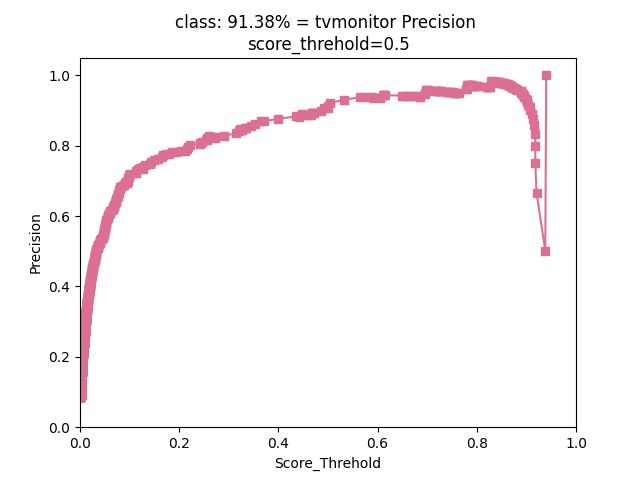 class: 91.38% = tvmonitor Precision
score_threhold=0.5
1.0
0.8
0.6
0.4
0.2
0.0
Precision
0.0 0.2 0.4 0.6 0.8 1.0
Score_Threhold